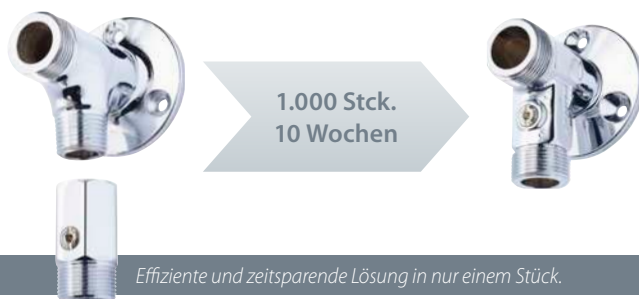 1.000 Stck.
10 Wochen
Effiziente und zeitsparende Lösung in nur einem Stück.